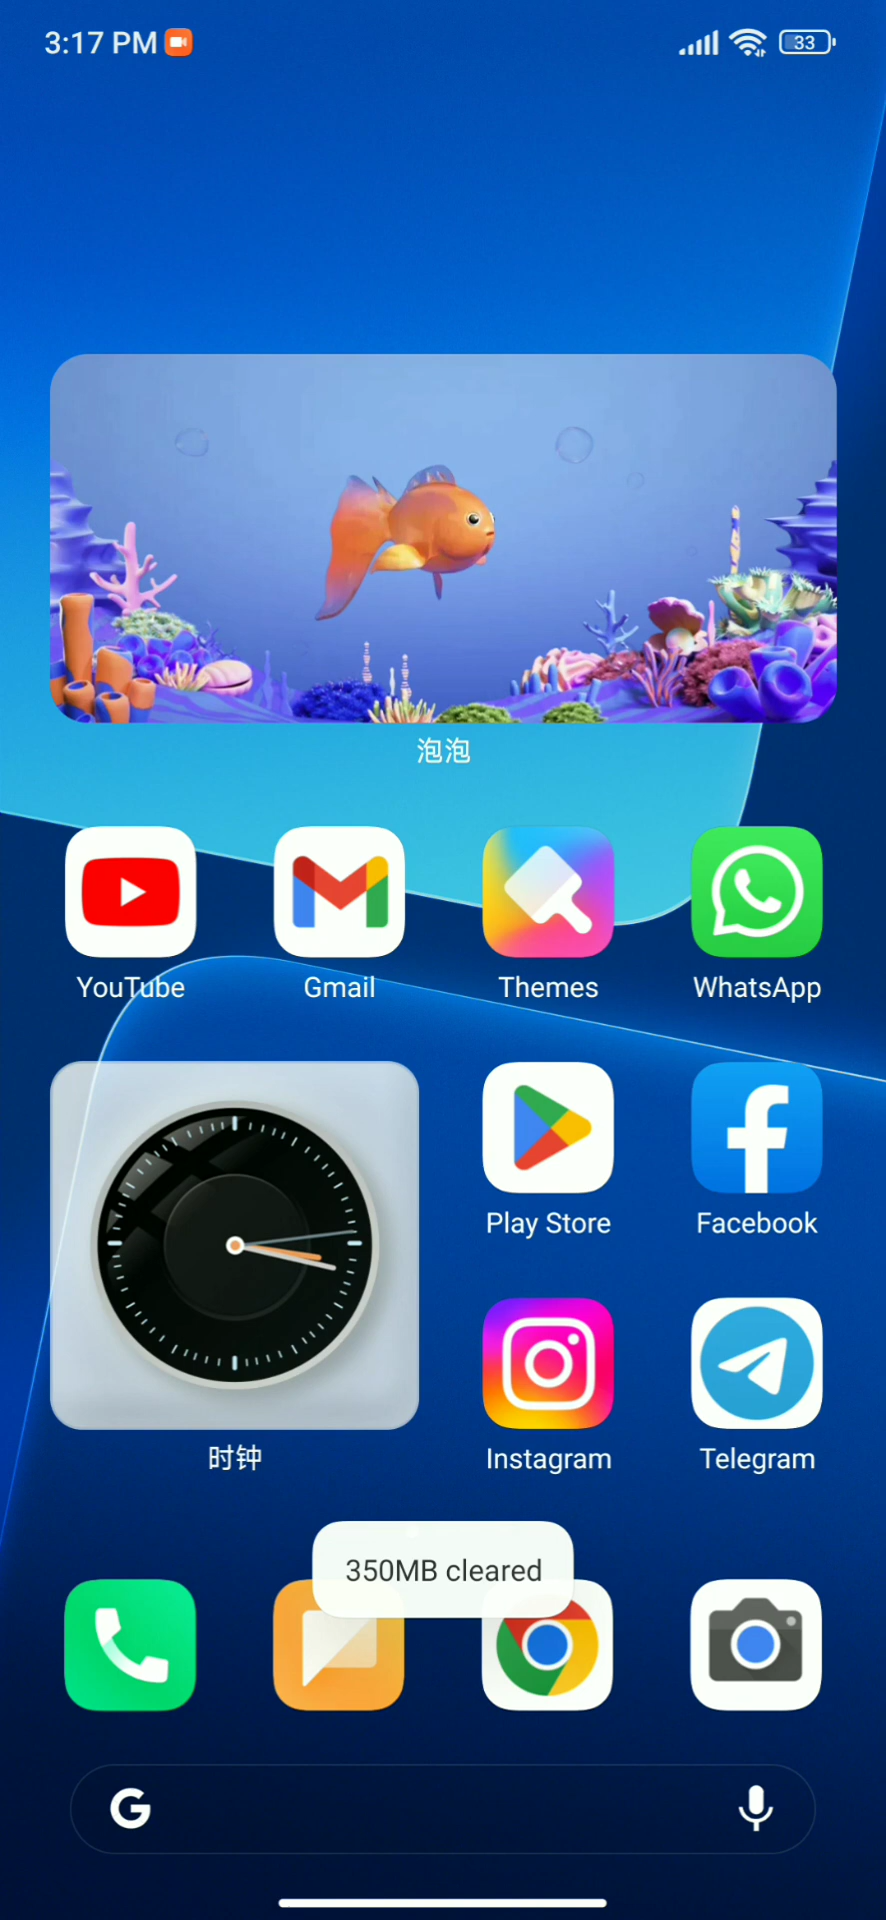 3:17 PM
33
泡泡
YouTube
Gmail
Themes
WhatsApp
Play Store
Facebook
时钟
Instagram
Telegram
350MB cleared
G